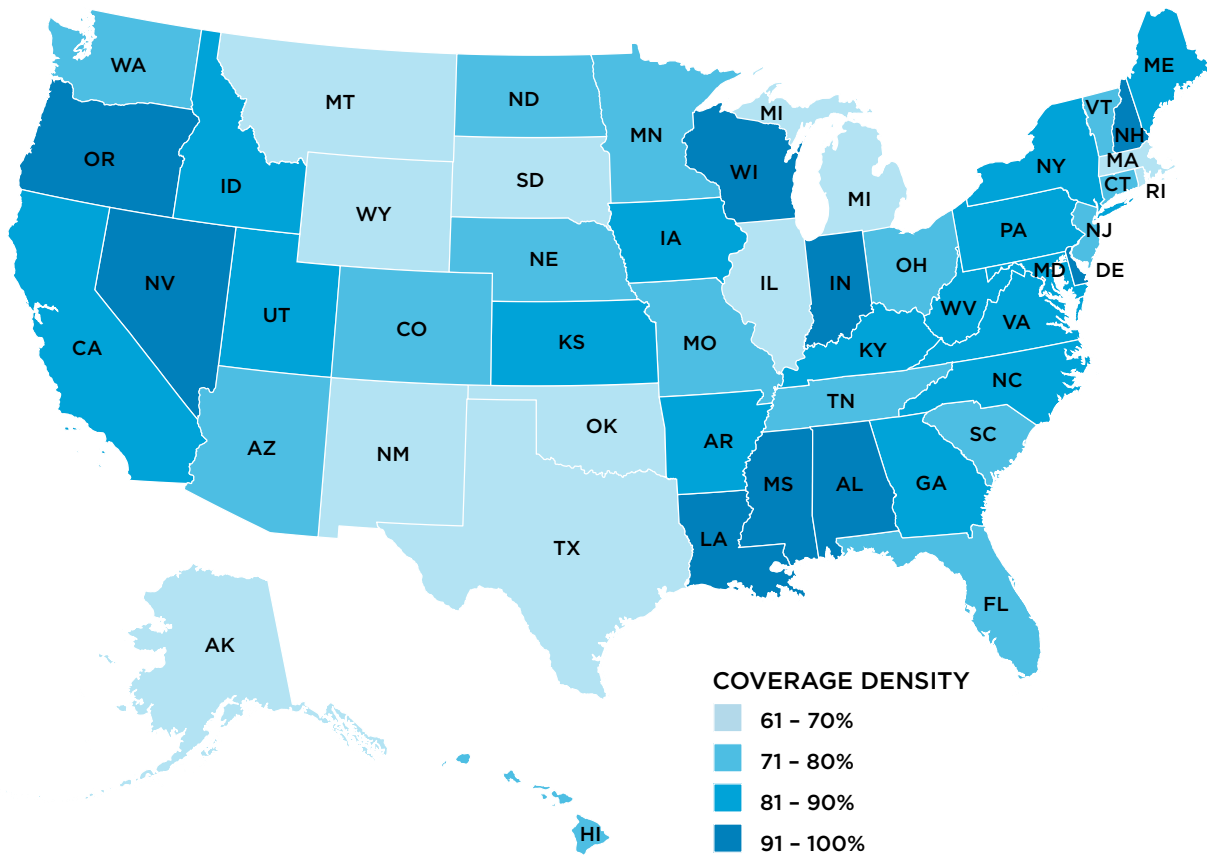 WA
MT
ND
MN
MI
ME
VT
NH
OR
ID
WY
SD
WI
MI
NY
MA
CT
RI
NV
UT
CO
NE
IA
IL
IN
OH
PA
NJ
MD
DE
CA
KS
MO
KY
WV
VA
AZ
NM
OK
AR
TN
NC
SC
TX
LA
MS
AL
GA
FL
AK
HI
COVERAGE DENSITY
61 – 70%
71 – 80%
81 – 90%
91 – 100%